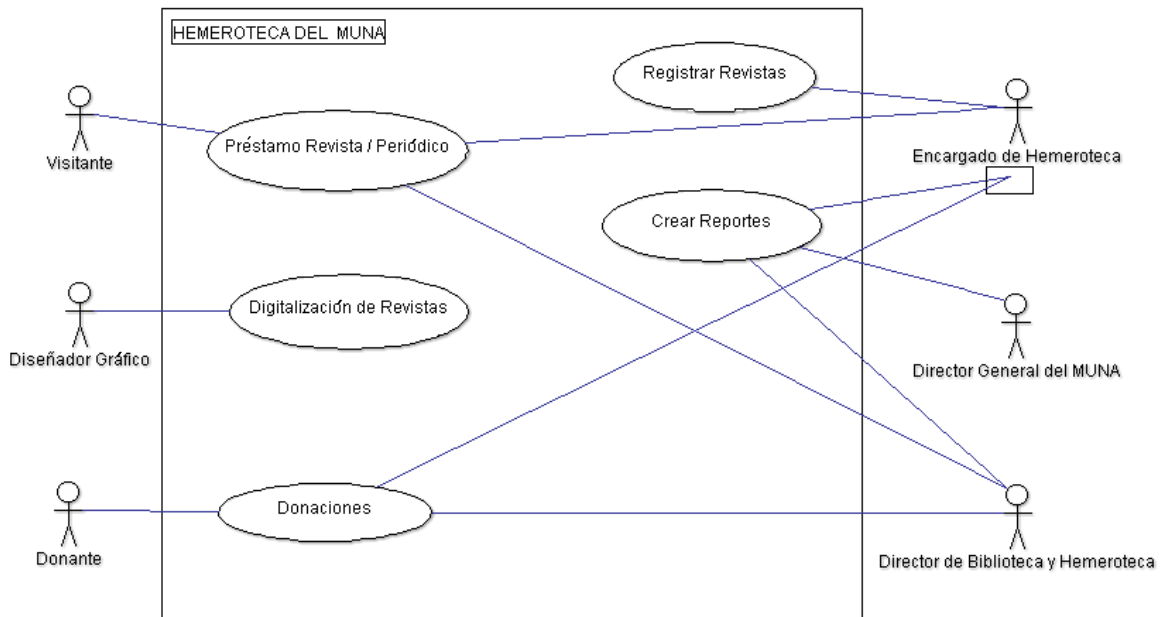 HEMEROTECA DEL MUNA
Registrar Revistas
Visitante
Préstamo Revista / Periódico
Encargado de Hemeroteca
Crear Reportes
Digitalización de Revistas
Diseñador Gráfico
Director General del MUNA
Donaciones
Donante
Director de Biblioteca y Hemeroteca